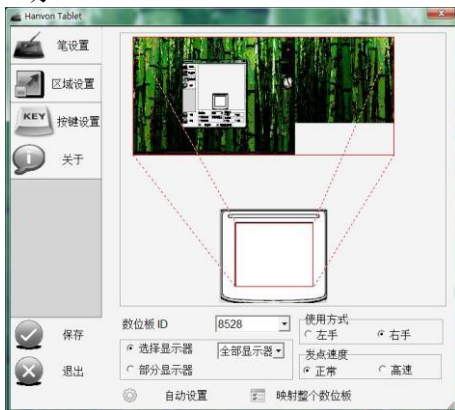 Hanvon Tablet
笔设置
区域设置
KEY 按键设置
关于
保存
退出
数位板 ID 8528
选择显示器 全部显示器
部分显示器
使用方式
左手 右手
发点速度
正常 高速
自动设置 映射整个数位板